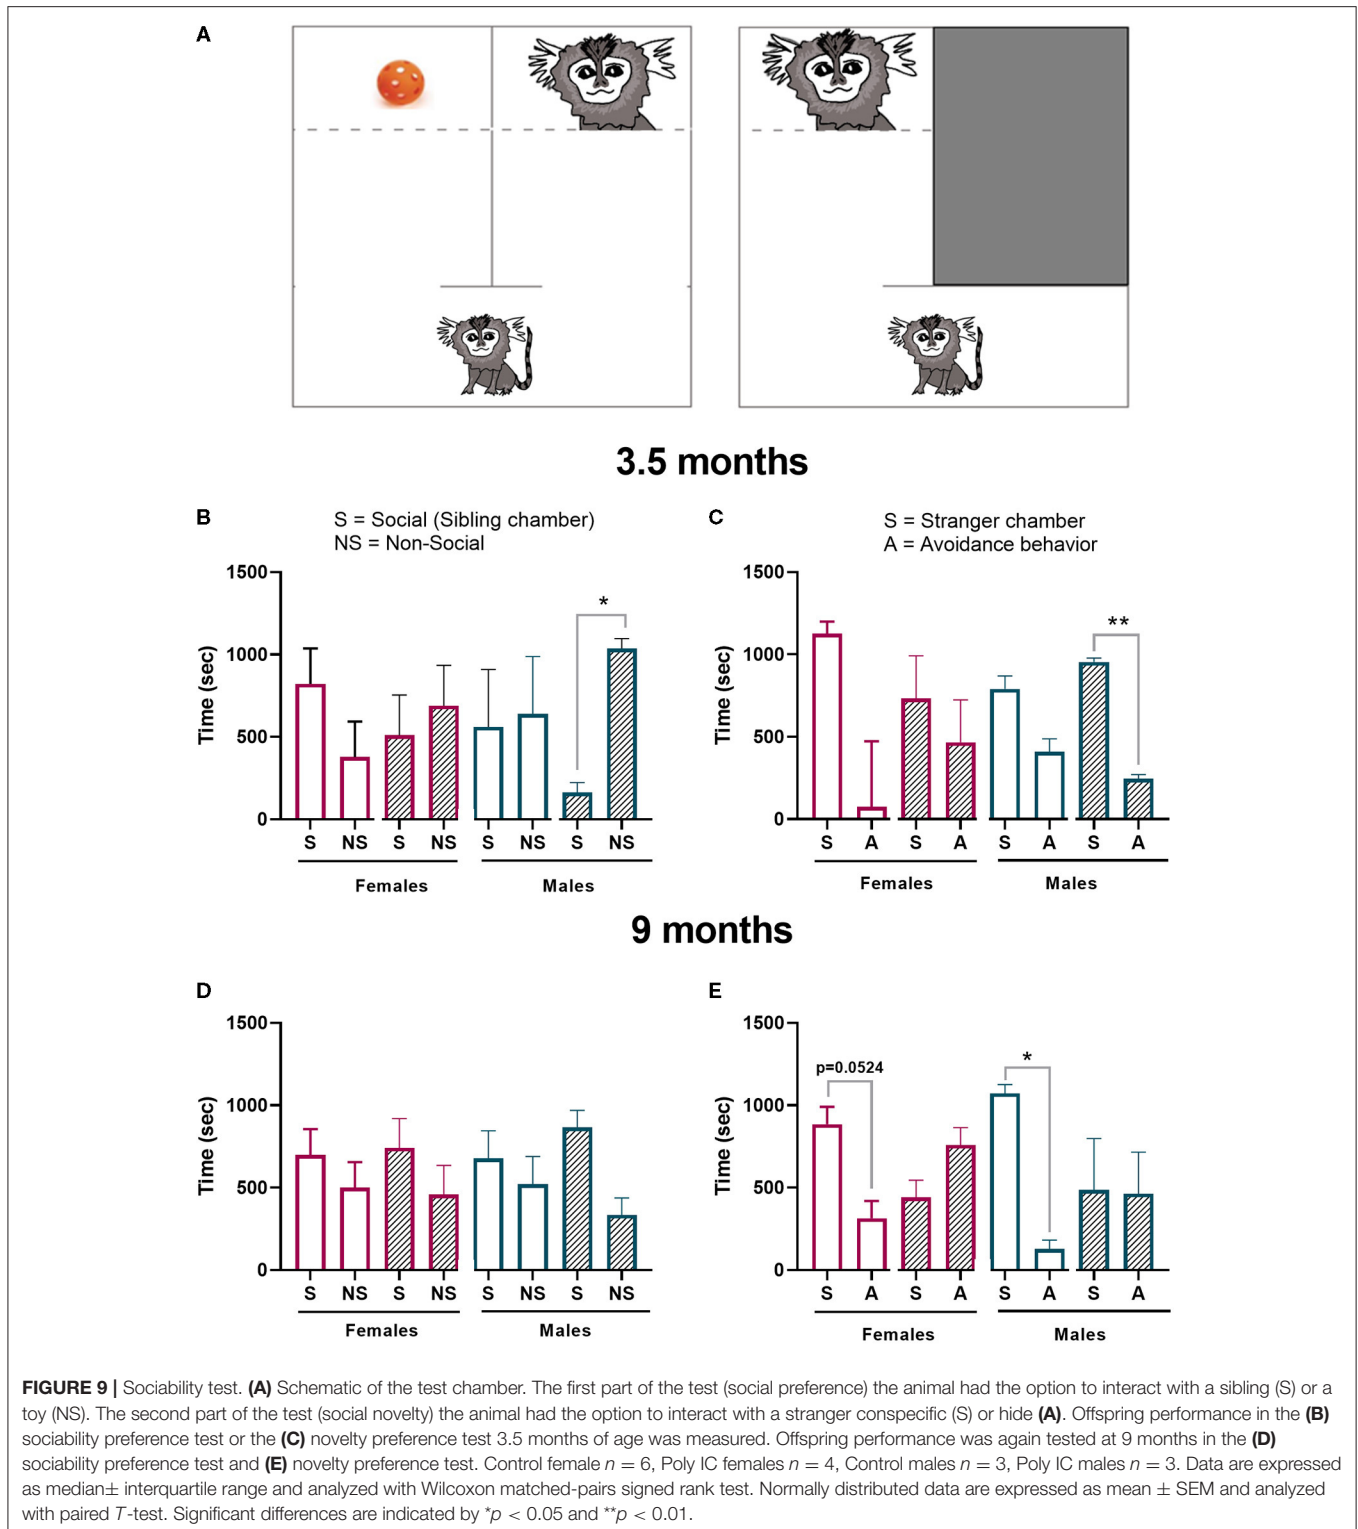 A
3.5 months
B
S = Social (Sibling chamber)
NS = Non-Social
1500
1000
500
0
Time (sec)
*
S NS S NS S NS S NS
Females Males
C
S = Stranger chamber
A = Avoidance behavior
1500
1000
500
0
Time (sec)
**
S A S A S A S A
Females Males
9 months
D
1500
1000
500
0
Time (sec)
S NS S NS S NS S NS
Females Males
E
1500
1000
500
0
Time (sec)
p=0.0524
*
S A S A S A S A
Females Males
FIGURE 9 | Sociability test. (A) Schematic of the test chamber. The first part of the test (social preference) the animal had the option to interact with a sibling (S) or a
toy (NS). The second part of the test (social novelty) the animal had the option to interact with a stranger conspecific (S) or hide (A). Offspring performance in the (B)
sociability preference test or the (C) novelty preference test 3.5 months of age was measured. Offspring performance was again tested at 9 months in the (D)
sociability preference test and (E) novelty preference test. Control female n = 6, Poly IC females n = 4, Control males n = 3, Poly IC males n = 3. Data are expressed
as median± interquartile range and analyzed with Wilcoxon matched-pairs signed rank test. Normally distributed data are expressed as mean ± SEM and analyzed
with paired T-test. Significant differences are indicated by *p < 0.05 and **p < 0.01.